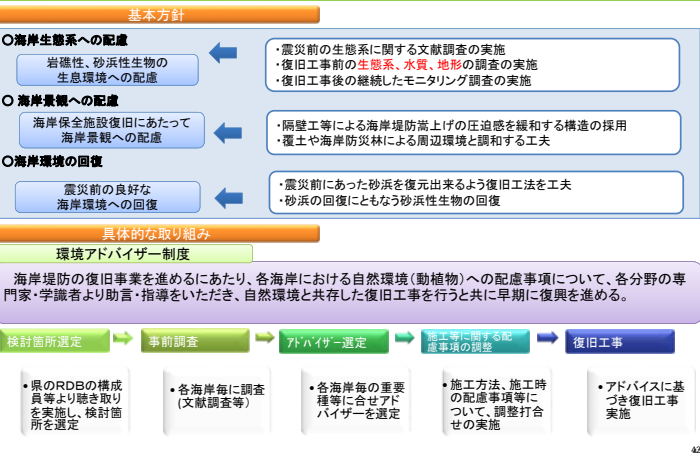 基本方針
〇海岸生態系への配慮
岩礁性、砂浜性生物の
生息環境への配慮
・震災前の生態系に関する文献調査の実施
・復旧工事前の生態系、水質、地形の調査の実施
・復旧工事後の継続したモニタリング調査の実施
〇 海岸景観への配慮
海岸保全施設復旧にあたって
海岸景観への配慮
・隔壁工等による海岸堤防嵩上げの圧迫感を緩和する構造の採用
・覆土や海岸防災林による周辺環境と調和する工夫
〇海岸環境の回復
震災前の良好な
海岸環境への回復
・震災前にあった砂浜を復元出来るよう復旧工法を工夫
・砂浜の回復にともなう砂浜性生物の回復
具体的な取り組み
環境アドバイザー制度
海岸堤防の復旧事業を進めるにあたり、各海岸における自然環境(動植物)への配慮事項について、各分野の専
門家・学識者より助言・指導をいただき、自然環境と共存した復旧工事を行うと共に早期に復興を進める。
検討箇所選定
事前調査
アドバイザー選定
施工等に関する配
慮事項の調整
復旧工事
•県のRDBの構成
員等より聴き取り
を実施し、検討箇
所を選定
•各海岸毎に調査
(文献調査等)
•各海岸毎の重要
種等に合せアド
バイザーを選定
•施工方法、施工時
の配慮事項等に
ついて、調整打合
せの実施
•アドバイスに基
づき復旧工事
実施